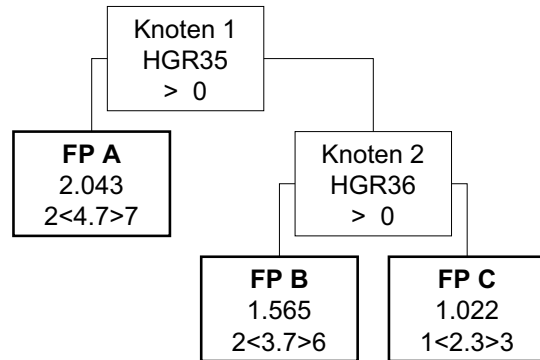 Knoten 1
HGR35
> 0
FP A
2.043
2<4.7>7
Knoten 2
HGR36
> 0
FP B
1.565
2<3.7>6
FP C
1.022
1<2.3>3